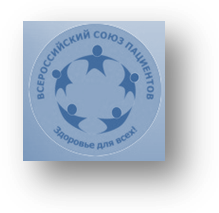 ВСЕРОССИЙСКИЙ СОЮЗ ПАЦИЕНТОВ
Здоровье для всех!